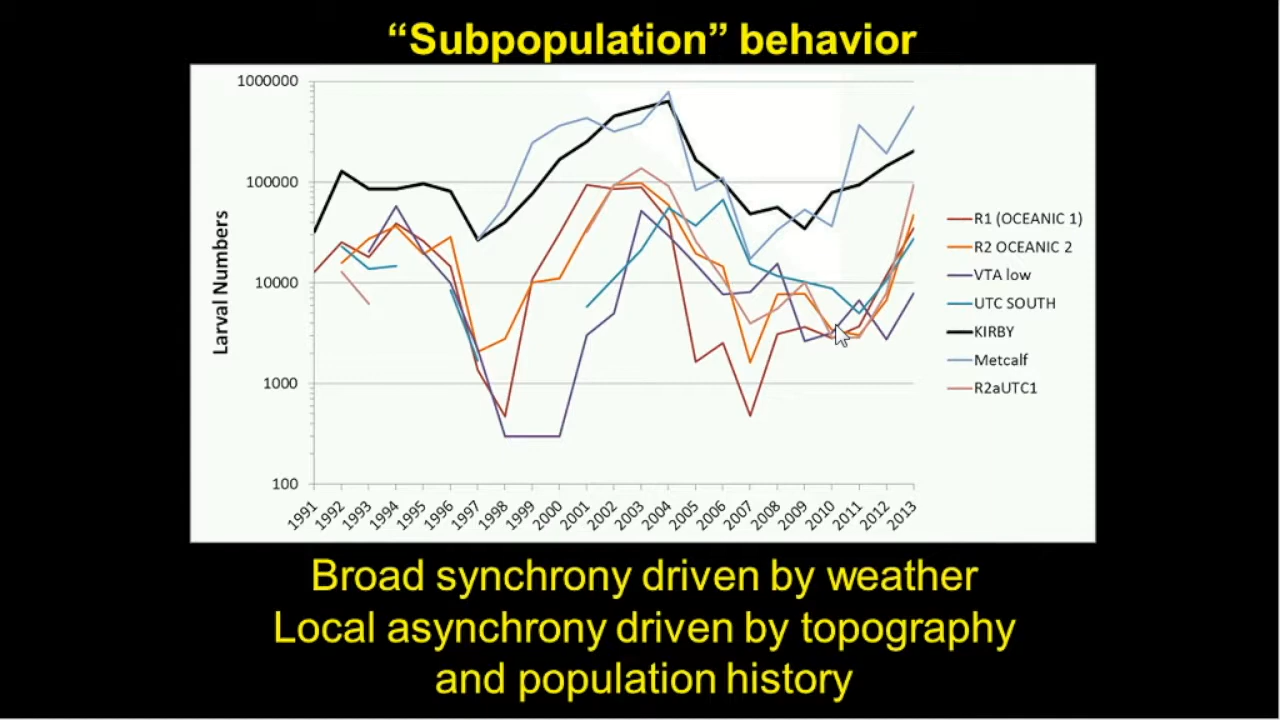 “Subpopulation” behavior
1000000
100000
10000
1000
100
Larval Numbers
1991
1992
1993
1994
1995
1996
1997
1998
1999
2000
2001
2002
2003
2004
2005
2006
2007
2008
2009
2010
2011
2012
2013
R1 (OCEANIC 1)
R2 OCEANIC 2
VTA low
UTC SOUTH
KIRBY
Metcalf
R2aUTC1
Broad synchrony driven by weather
Local asynchrony driven by topography
and population history